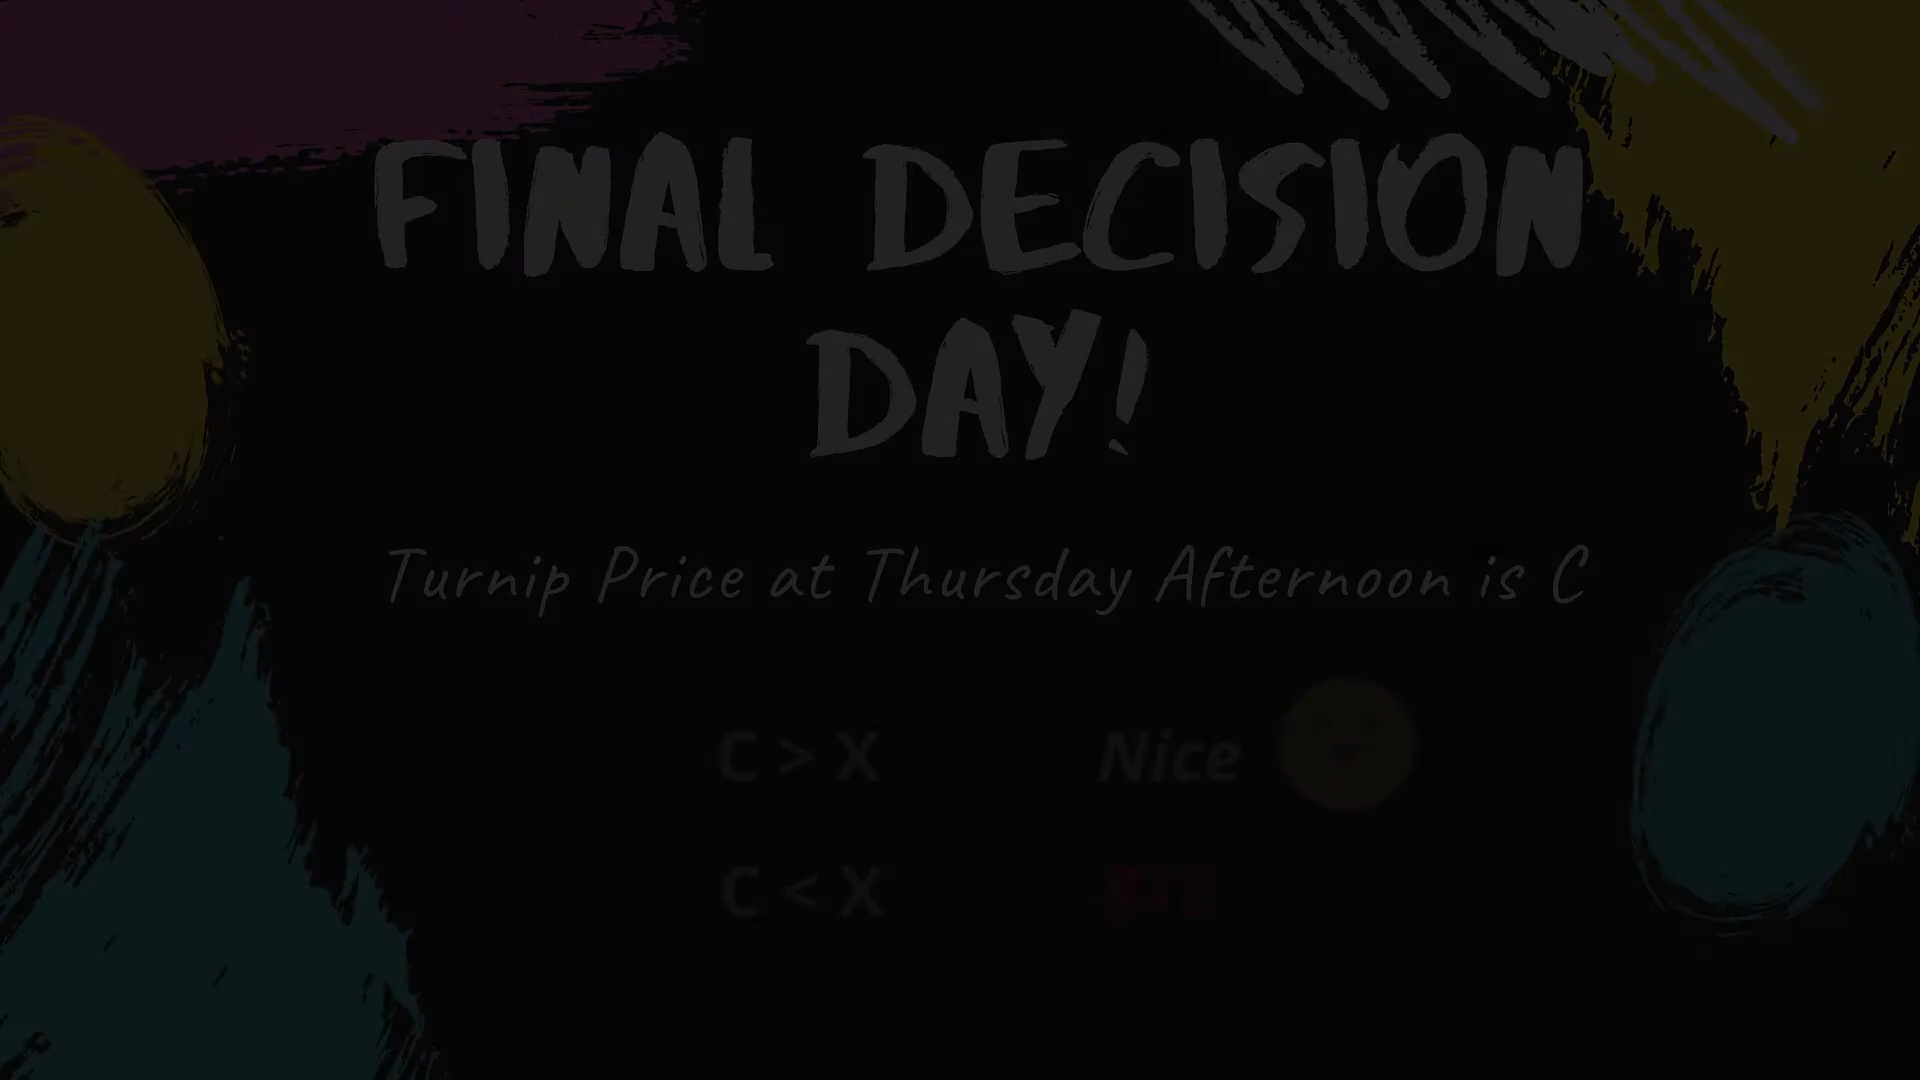 FINAL DECISION
DAY!
Turnip Price at Thursday Afternoon is C
C > X Nice
C < X